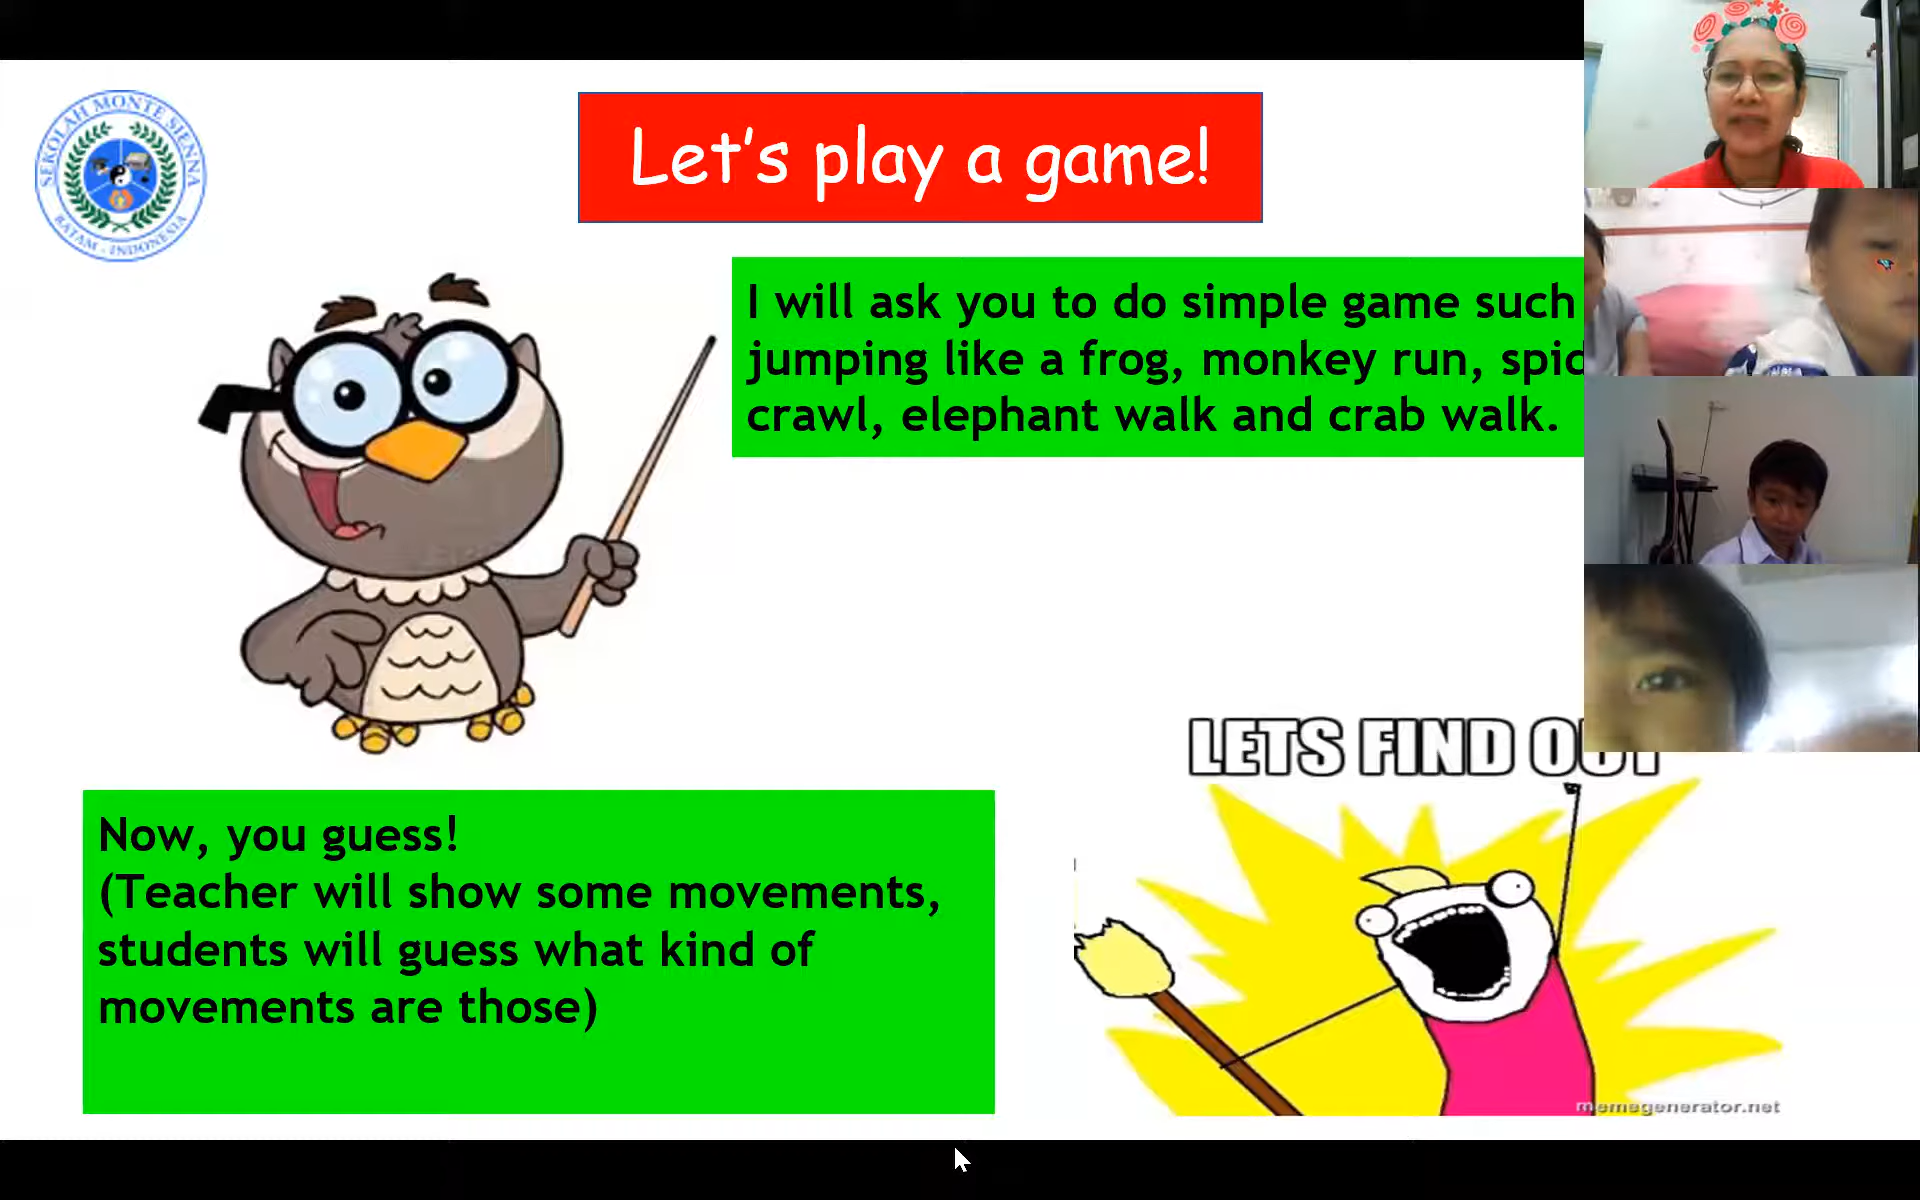 SEKOLAH MONTE SIENNA
BATAM - INDONESIA
Let's play a game!
I will ask you to do simple game such
jumping like a frog, monkey run, spid
crawl, elephant walk and crab walk.
LETS FIND OUT
Now, you guess!
(Teacher will show some movements,
students will guess what kind of
movements are those)
memegenerator.net